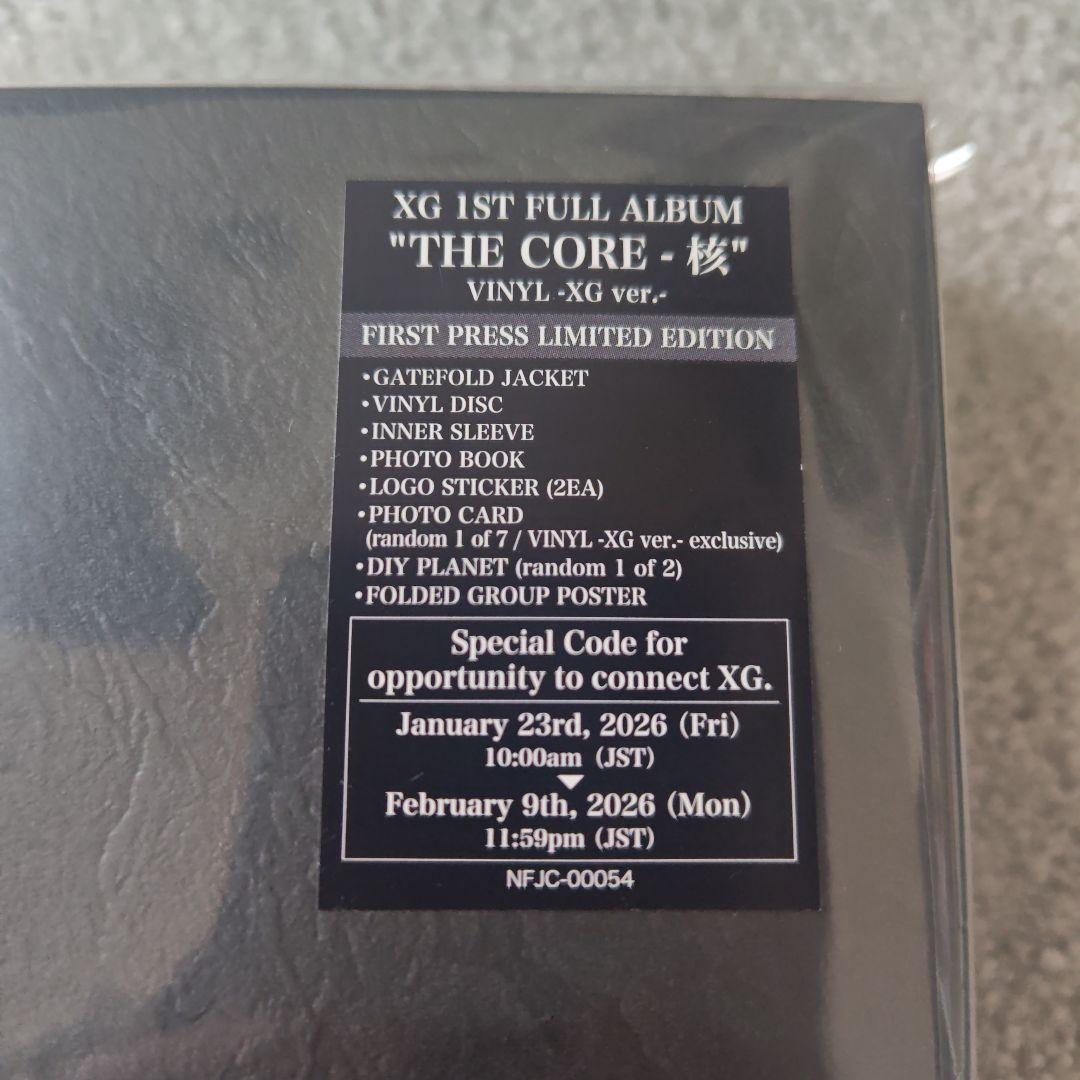 XG 1ST FULL ALBUM
"THE CORE - 核"
VINYL -XG ver.-
FIRST PRESS LIMITED EDITION
•GATEFOLD JACKET
•VINYL DISC
•INNER SLEEVE
•PHOTO BOOK
•LOGO STICKER (2EA)
•PHOTO CARD
(random 1 of 7 / VINYL -XG ver.- exclusive)
•DIY PLANET (random 1 of 2)
•FOLDED GROUP POSTER
Special Code for
opportunity to connect XG.
January 23rd, 2026 (Fri)
10:00am (JST)
February 9th, 2026 (Mon)
11:59pm (JST)
NFJC-00054